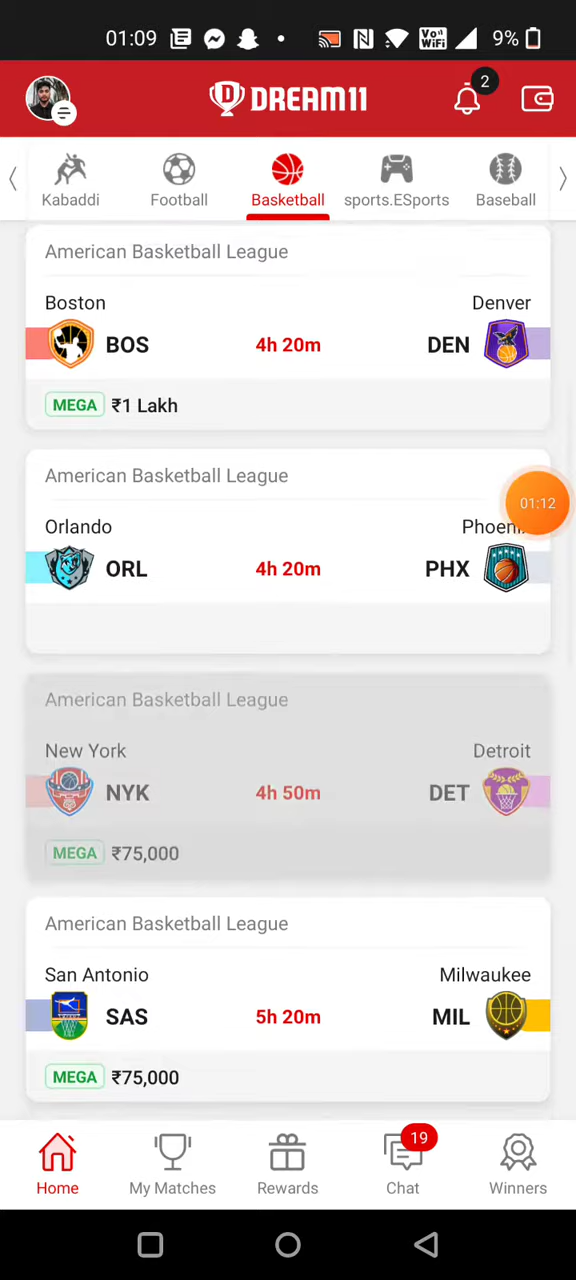 01:09
Vo))
WiFi
9%
D DREAM11
2
Kabaddi Football Basketball sports.ESports Baseball
American Basketball League
Boston Denver
BOS 4h 20m DEN
MEGA ₹1 Lakh
American Basketball League
Orlando
ORL 4h 20m PHX
01:12
American Basketball League
New York Detroit
NYK 4h 50m DET
MEGA ₹75,000
American Basketball League
San Antonio Milwaukee
SAS 5h 20m MIL
MEGA ₹75,000
19
Home My Matches Rewards Chat Winners